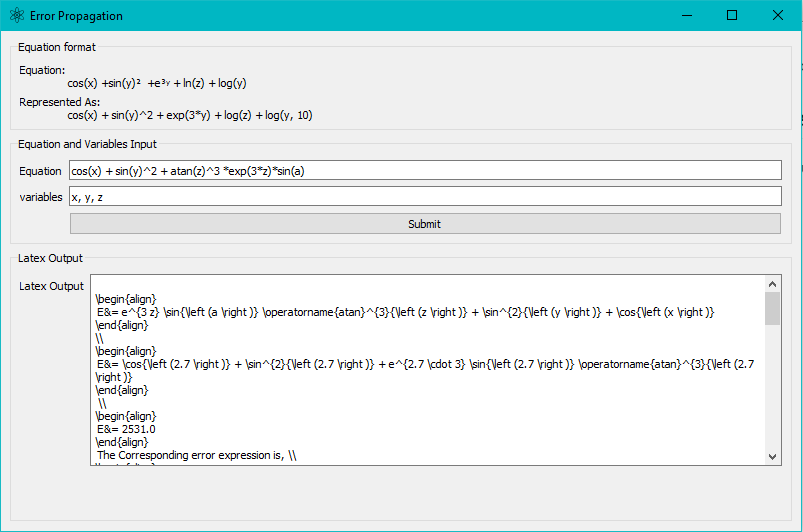 Error Propagation
Equation format
Equation:
cos(x) +sin(y)² +e³ʸ + ln(z) + log(y)
Represented As:
cos(x) + sin(y)^2 + exp(3*y) + log(z) + log(y, 10)
Equation and Variables Input
Equation cos(x) + sin(y)^2 + atan(z)^3 *exp(3*z)*sin(a)
variables x, y, z
Submit
Latex Output
Latex Output
\begin{align}
E&= e^{3 z} \sin{\left (a \right )} \operatorname{atan}^{3}{\left (z \right )} + \sin^{2}{\left (y \right )} + \cos{\left (x \right )}
\end{align}
\\
\begin{align}
E&= \cos{\left (2.7 \right )} + \sin^{2}{\left (2.7 \right )} + e^{2.7 \cdot 3} \sin{\left (2.7 \right )} \operatorname{atan}^{3}{\left (2.7
\right )}
\end{align}
\\
\begin{align}
E&= 2531.0
\end{align}
The Corresponding error expression is, \\